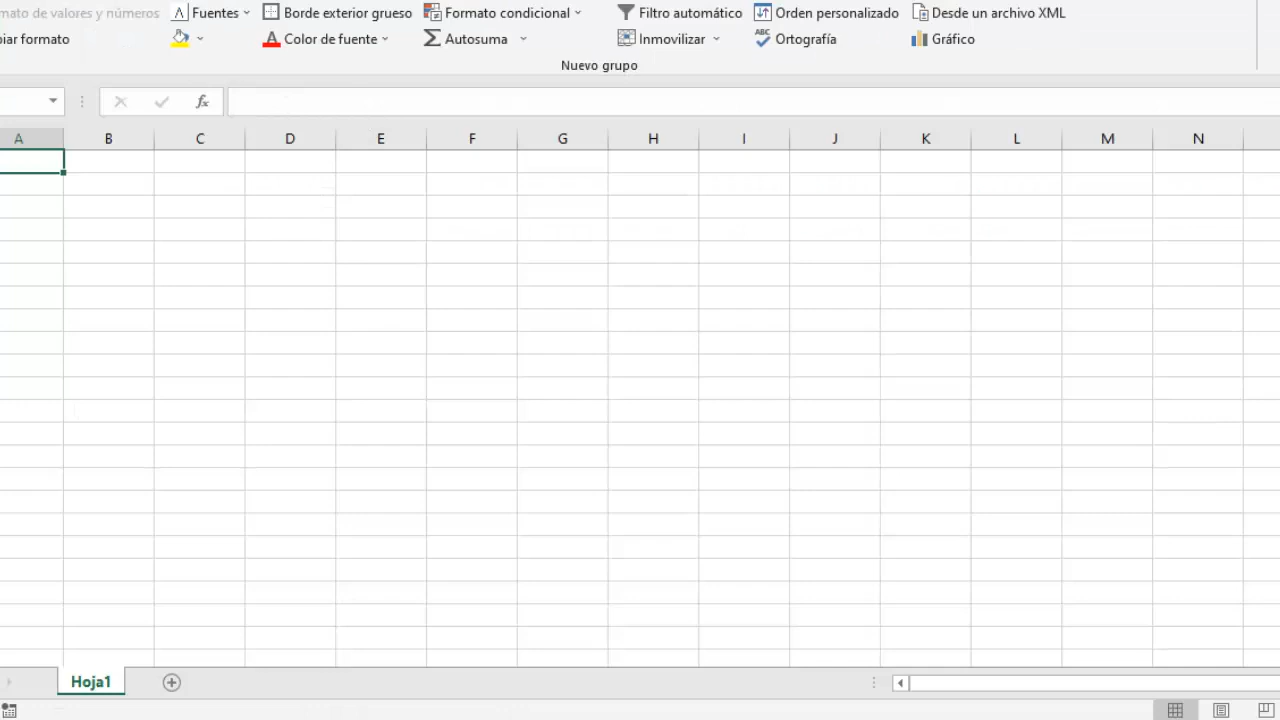 mato de valores y números Fuentes Borde exterior grueso Formato condicional Filtro automático Orden personalizado Desde un archivo XML
iar formato Color de fuente Autosuma Inmovilizar Ortografía Gráfico
Nuevo grupo
fx
A B C D E F G H I J K L M N
Hoja1